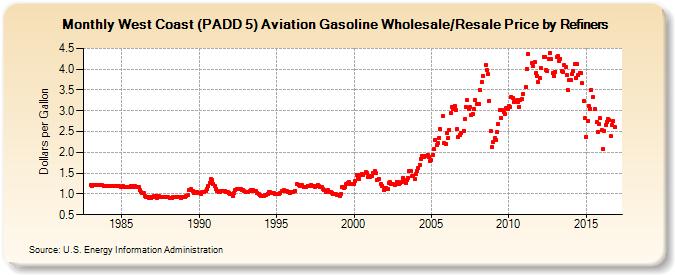 Monthly West Coast (PADD 5) Aviation Gasoline Wholesale/Resale Price by Refiners
Dollars per Gallon
4.5
4.0
3.5
3.0
2.5
2.0
1.5
1.0
0.5
1985 1990 1995 2000 2005 2010 2015
Source: U.S. Energy Information Administration